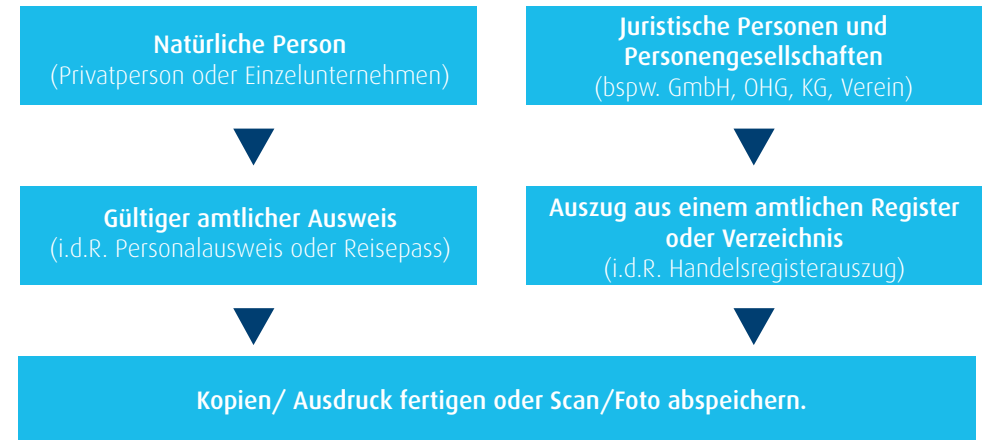 Natürliche Person
(Privatperson oder Einzelunternehmen)
Juristische Personen und
Personengesellschaften
(bspw. GmbH, OHG, KG, Verein)
Gültiger amtlicher Ausweis
(i.d.R. Personalausweis oder Reisepass)
Auszug aus einem amtlichen Register
oder Verzeichnis
(i.d.R. Handelsregisterauszug)
Kopien/ Ausdruck fertigen oder Scan/Foto abspeichern.